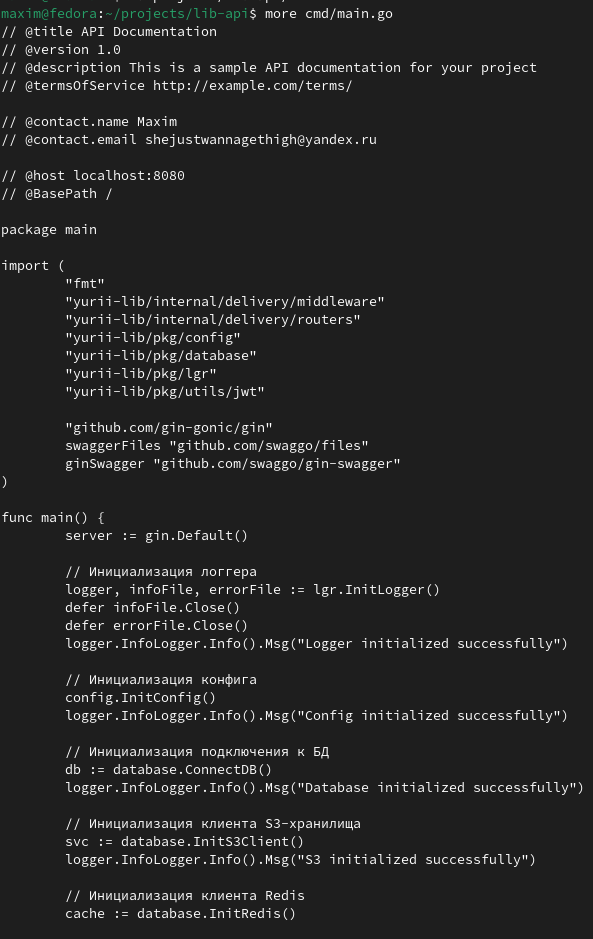 maxim@fedora:~/projects/lib-api$ more cmd/main.go
// @title API Documentation
// @version 1.0
// @description This is a sample API documentation for your project
// @termsOfService http://example.com/terms/
// @contact.name Maxim
// @contact.email shejustwannagethigh@yandex.ru
// @host localhost:8080
// @BasePath /
package main
import (
"fmt"
"yurii-lib/internal/delivery/middleware"
"yurii-lib/internal/delivery/routers"
"yurii-lib/pkg/config"
"yurii-lib/pkg/database"
"yurii-lib/pkg/lgr"
"yurii-lib/pkg/utils/jwt"
"github.com/gin-gonic/gin"
swaggerFiles "github.com/swaggo/files"
ginSwagger "github.com/swaggo/gin-swagger"
)
func main() {
server := gin.Default()
// Инициализация логгера
logger, infoFile, errorFile := lgr.InitLogger()
defer infoFile.Close()
defer errorFile.Close()
logger.InfoLogger.Info().Msg("Logger initialized successfully")
// Инициализация конфига
config.InitConfig()
logger.InfoLogger.Info().Msg("Config initialized successfully")
// Инициализация подключения к БД
db := database.ConnectDB()
logger.InfoLogger.Info().Msg("Database initialized successfully")
// Инициализация клиента S3-хранилища
svc := database.InitS3Client()
logger.InfoLogger.Info().Msg("S3 initialized successfully")
// Инициализация клиента Redis
cache := database.InitRedis()